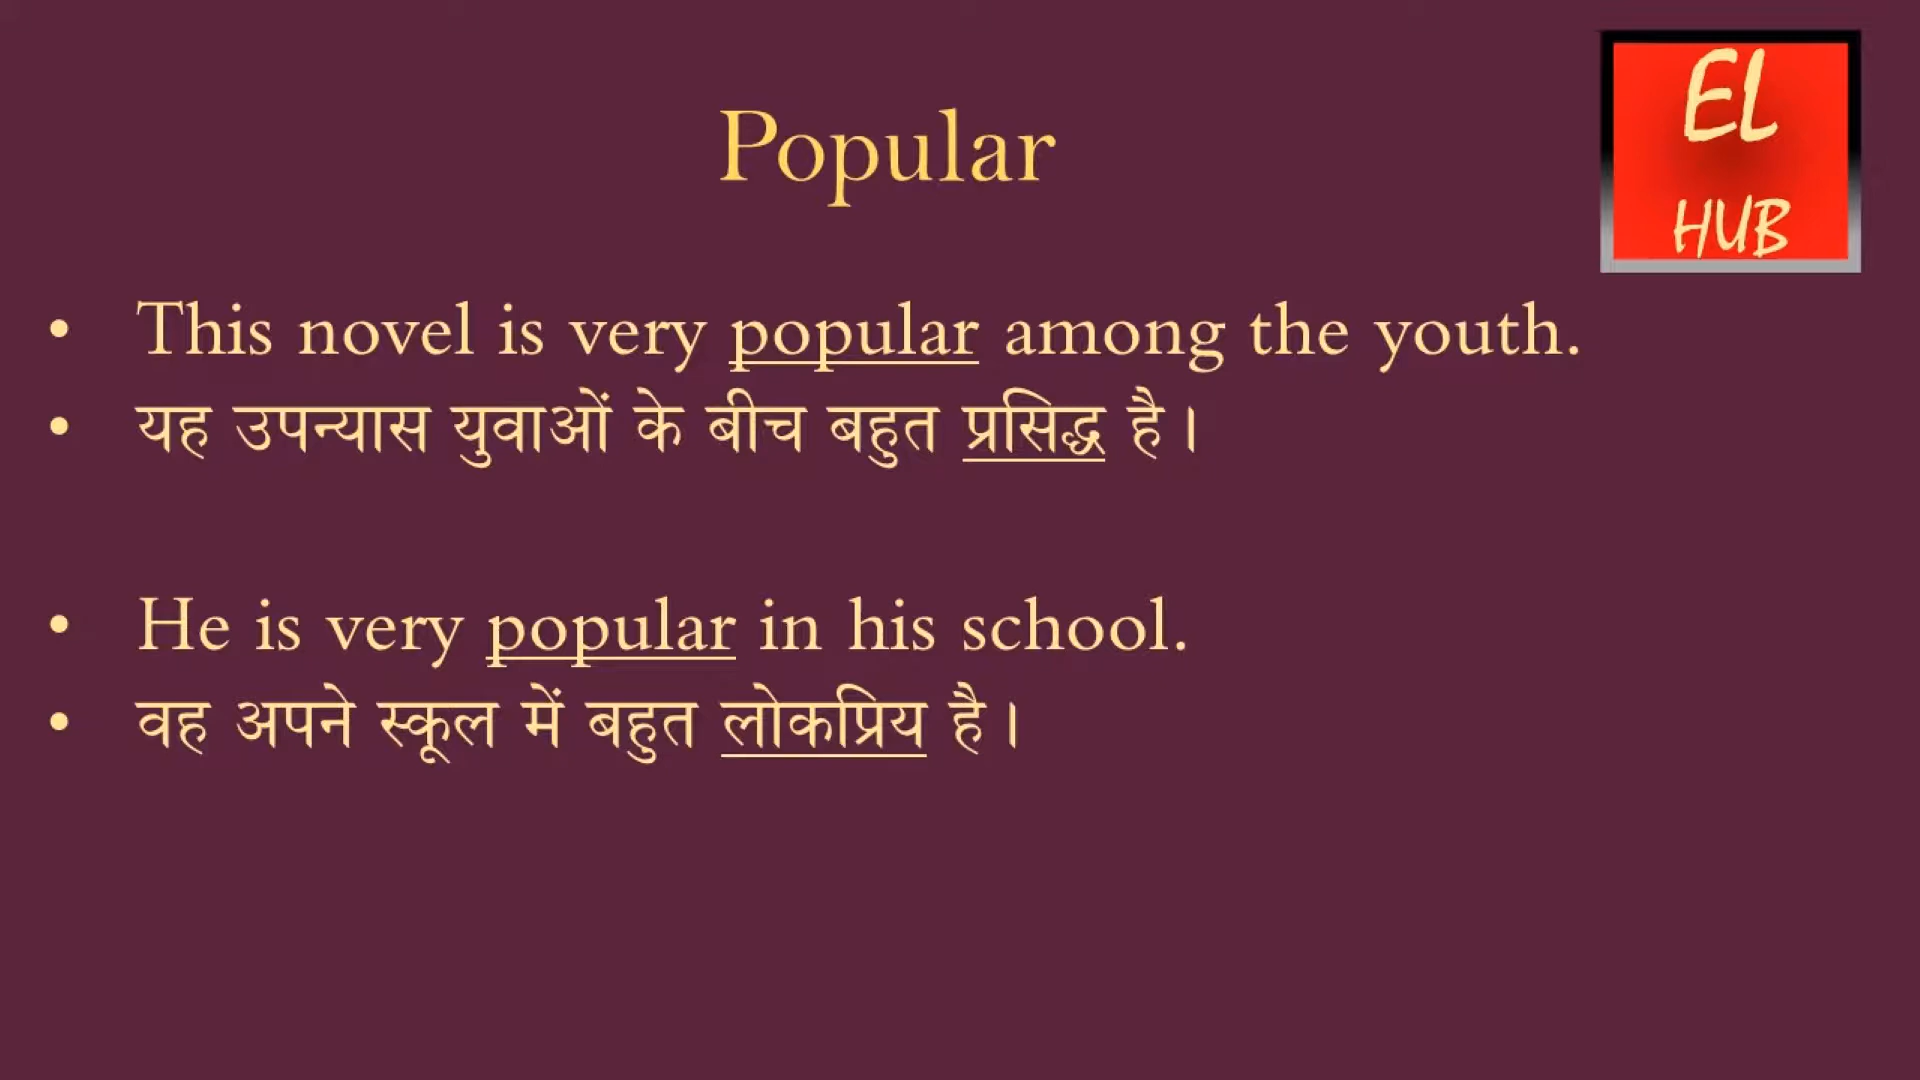 EL
HUB
Popular
• This novel is very popular among the youth.
• यह उपन्यास युवाओं के बीच बहुत प्रसिद्ध है।
• He is very popular in his school.
• वह अपने स्कूल में बहुत लोकप्रिय है।